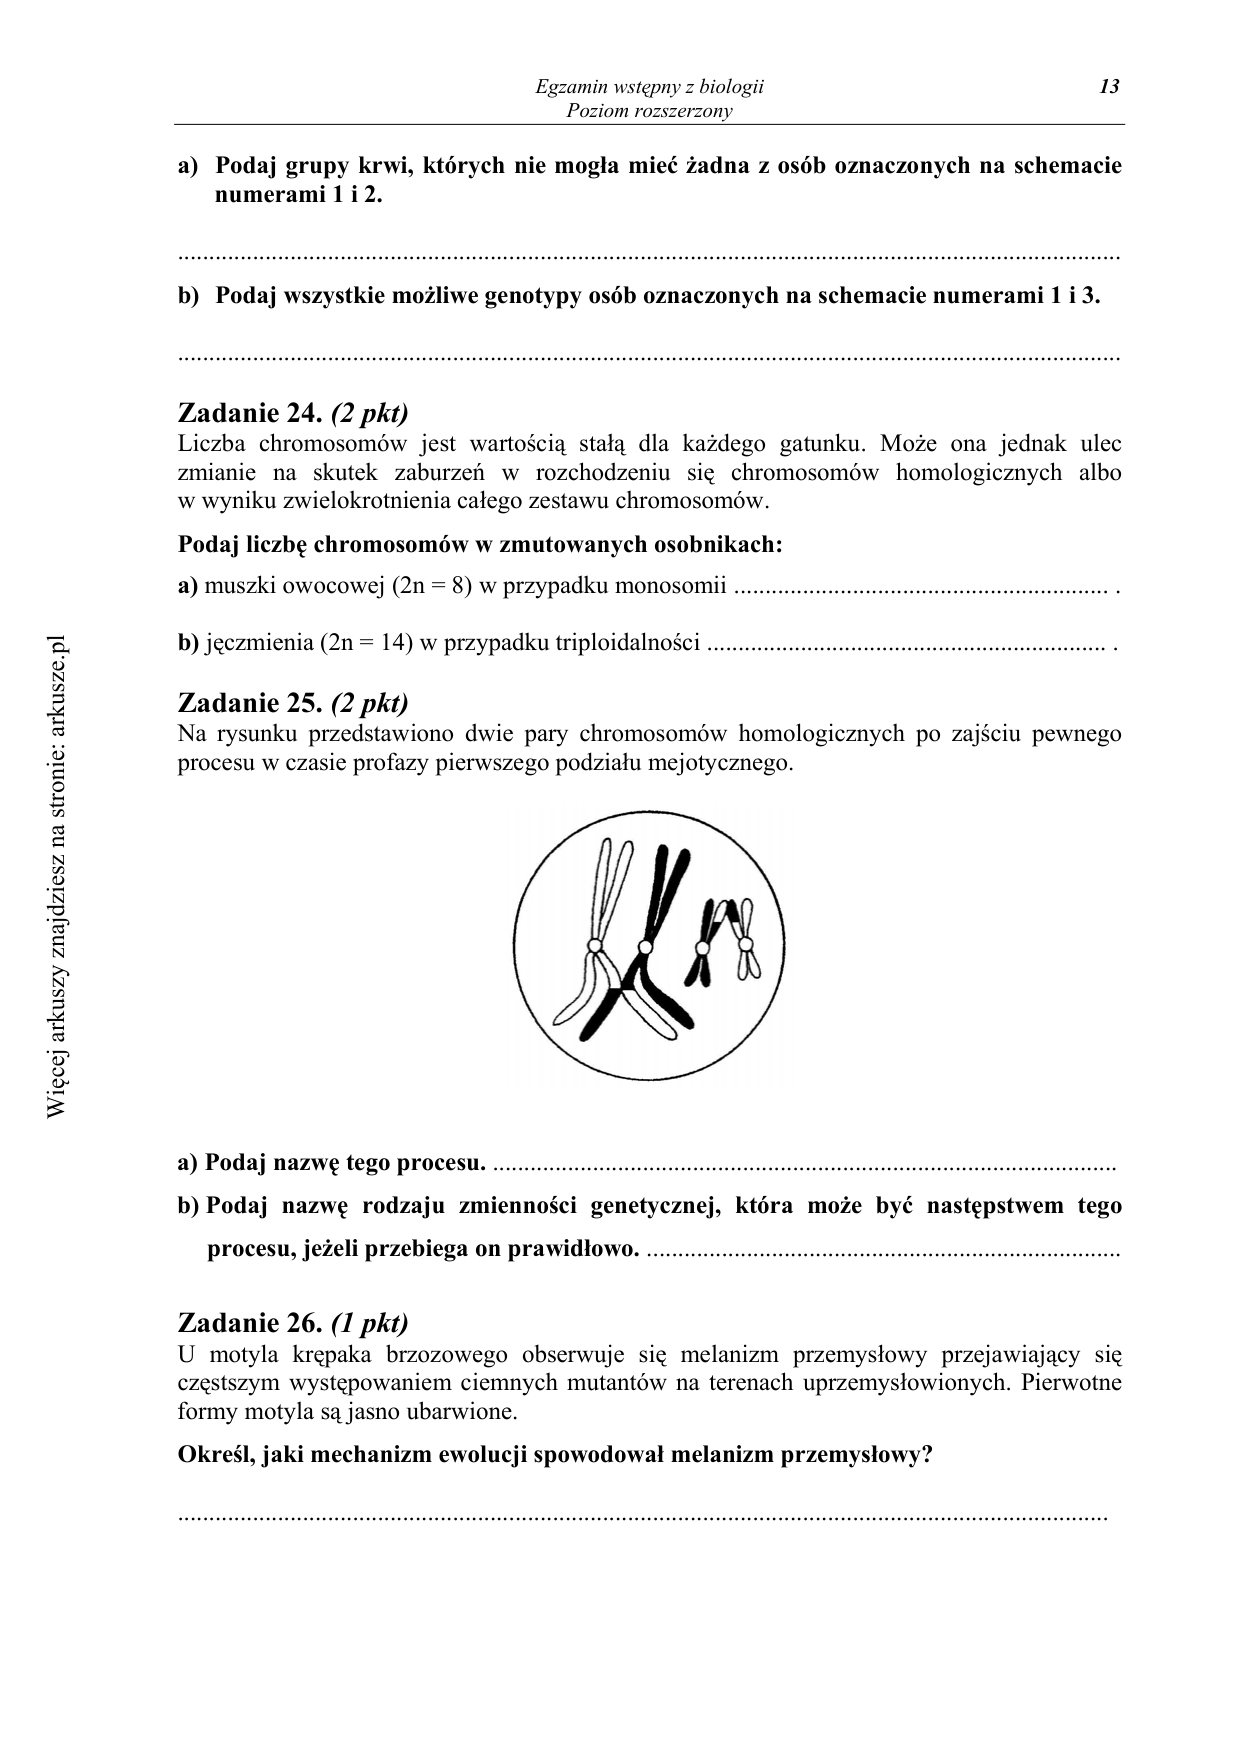 Egzamin wstępny z biologii 13
Poziom rozszerzony
a) Podaj grupy krwi, których nie mogła mieć żadna z osób oznaczonych na schemacie
numerami 1 i 2.
................................................................................
b) Podaj wszystkie możliwe genotypy osób oznaczonych na schemacie numerami 1 i 3.
................................................................................
Zadanie 24. (2 pkt)
Liczba chromosomów jest wartością stałą dla każdego gatunku. Może ona jednak ulec
zmianie na skutek zaburzeń w rozchodzeniu się chromosomów homologicznych albo
w wyniku zwielokrotnienia całego zestawu chromosomów.
Podaj liczbę chromosomów w zmutowanych osobnikach:
a) muszki owocowej (2n = 8) w przypadku monosomii ............................................................ .
b) jęczmienia (2n = 14) w przypadku triploidalności ................................................................ .
Zadanie 25. (2 pkt)
Na rysunku przedstawiono dwie pary chromosomów homologicznych po zajściu pewnego
procesu w czasie profazy pierwszego podziału mejotycznego.
a) Podaj nazwę tego procesu. ....................................................................................................
b) Podaj nazwę rodzaju zmienności genetycznej, która może być następstwem tego
procesu, jeżeli przebiega on prawidłowo. ............................................................................
Zadanie 26. (1 pkt)
U motyla krępaka brzozowego obserwuje się melanizm przemysłowy przejawiający się
częstszym występowaniem ciemnych mutantów na terenach uprzemysłowionych. Pierwotne
formy motyla są jasno ubarwione.
Określ, jaki mechanizm ewolucji spowodował melanizm przemysłowy?
................................................................................
Więcej arkuszy znajdziesz na stronie: arkusze.pl